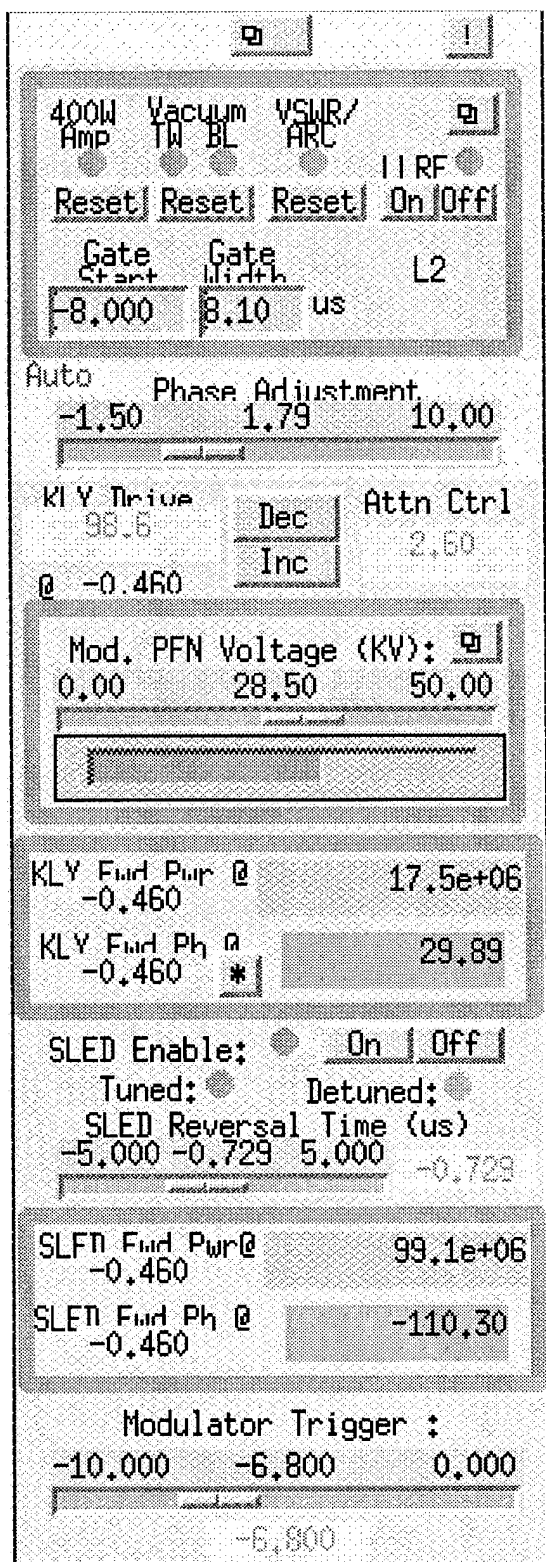 !
400W Vacuum VSWR/
Amp TW BL ARC
RF
Reset Reset Reset On Off
Gate Gate
Start Width L2
-8.000 8.10 us
Auto
Phase Adjustment
-1.50 1.79 10.00
KLY Drive Attn Ctrl
98.6 Dec 2.60
Inc
@ -0.460
Mod. PFN Voltage (KV):
0.00 28.50 50.00
KLY Fwd Pwr @ 17.5e+06
-0.460
KLY Fwd Ph @ 29.89
-0.460 *
SLED Enable: On Off
Tuned: Detuned:
SLED Reversal Time (us)
-5.000 -0.729 5.000 -0.729
SLED Fwd Pwr@ 99.1e+06
-0.460
SLED Fwd Ph @ -110.30
-0.460
Modulator Trigger :
-10.000 -6.800 0.000
-6.800